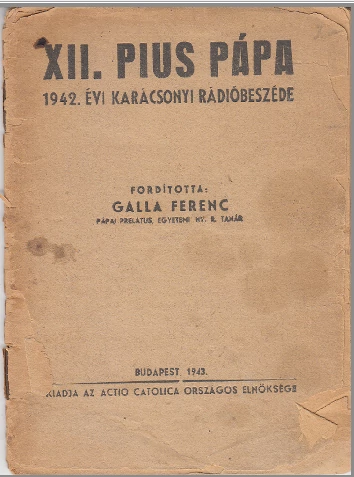 XII. PIUS PÁPA
1942. ÉVI KARÁCSONYI RÁDIÓBESZÉDE
FORDÍTOTTA:
GALLA FERENC
PÁPAI PRELATUS, EGYETEMI NY. R. TANÁR
BUDAPEST, 1943.
KIADJA AZ ACTIO CATOLICA ORSZÁGOS ELNÖKSÉGE